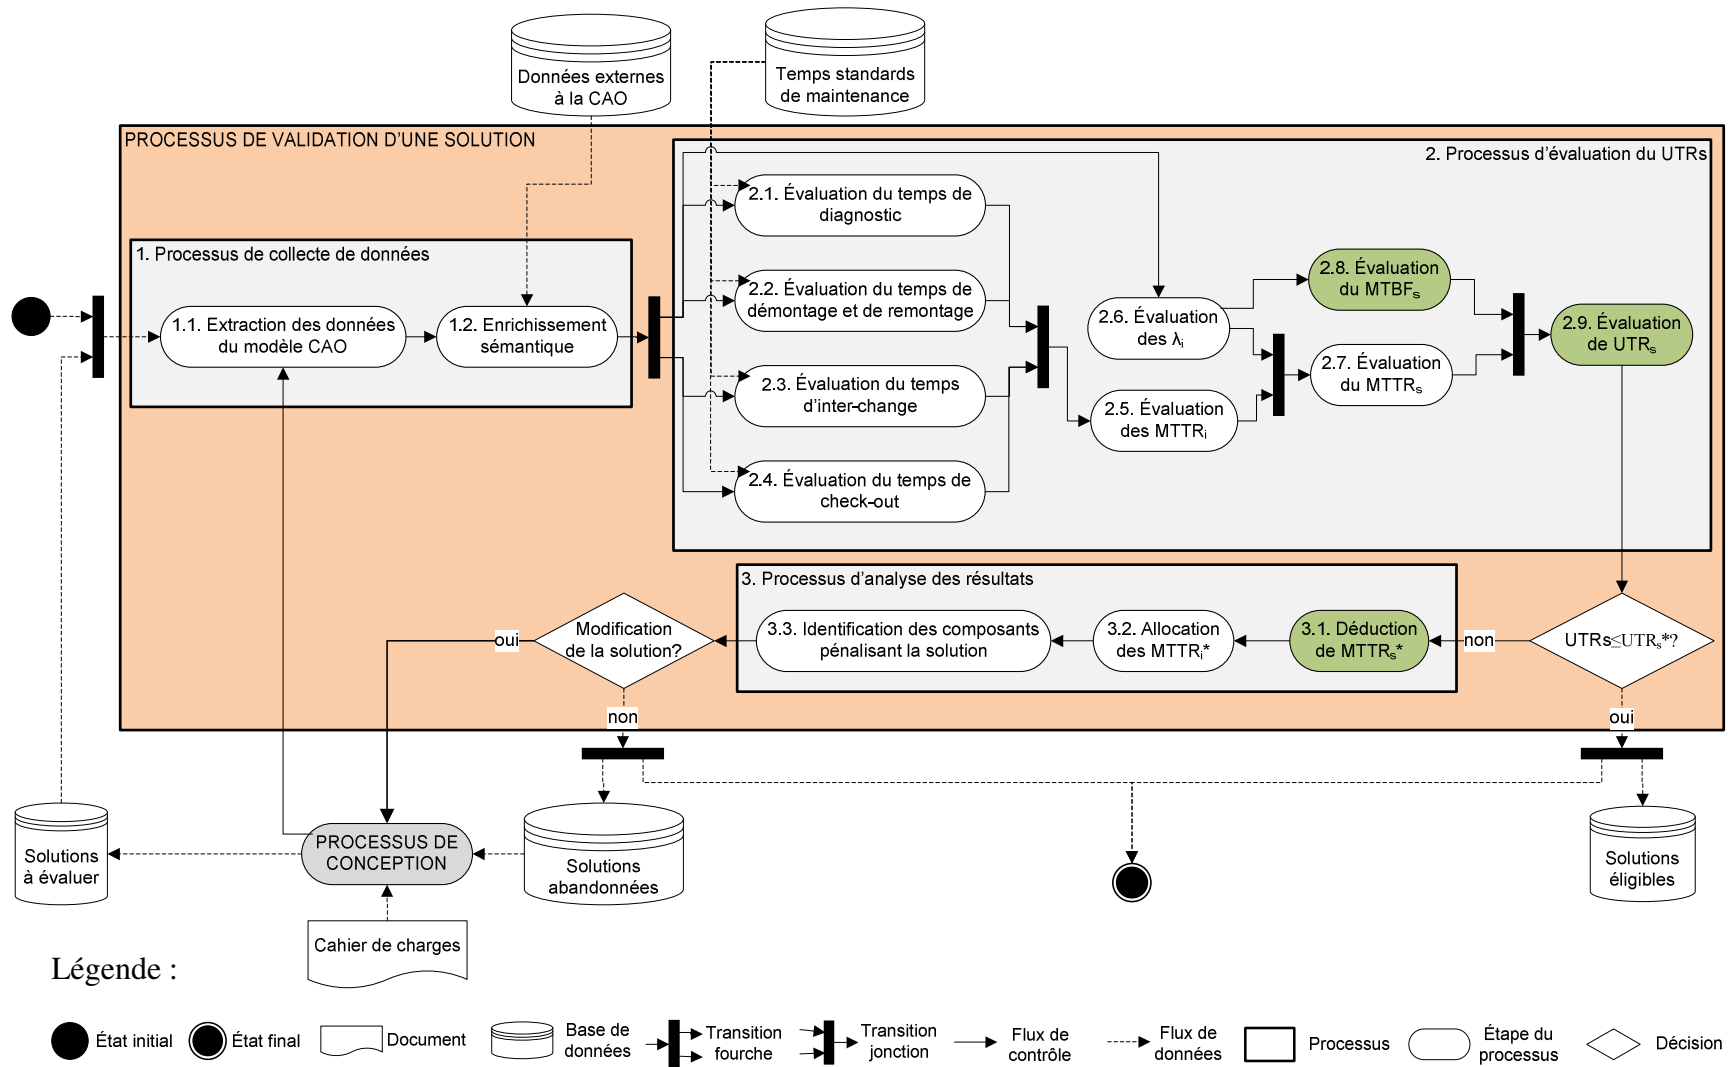 Données externes
à la CAO
Temps standards
de maintenance
PROCESSUS DE VALIDATION D'UNE SOLUTION
2. Processus d'évaluation du UTRs
2.1. Évaluation du temps de
diagnostic
1. Processus de collecte de données
2.2. Évaluation du temps de
démontage et de remontage
2.8. Évaluation
du MTBFₛ
1.1. Extraction des données
du modèle CAO
1.2. Enrichissement
sémantique
2.6. Évaluation
des λᵢ
2.9. Évaluation
de UTRₛ
2.3. Évaluation du temps
d'inter-change
2.7. Évaluation
du MTTRₛ
2.5. Évaluation
des MTTRᵢ
2.4. Évaluation du temps de
check-out
3. Processus d'analyse des résultats
oui
Modification
de la solution?
3.3. Identification des composants
pénalisant la solution
3.2. Allocation
des MTTRᵢ*
3.1. Déduction
de MTTRₛ*
non
UTRs≤UTRₛ*?
non
oui
Solutions
à évaluer
PROCESSUS DE
CONCEPTION
Solutions
abandonnées
Solutions
éligibles
Cahier de charges
Légende :
État initial
État final
Document
Base de
données
Transition
fourche
Transition
jonction
Flux de
contrôle
Flux de
données
Processus
Étape du
processus
Décision